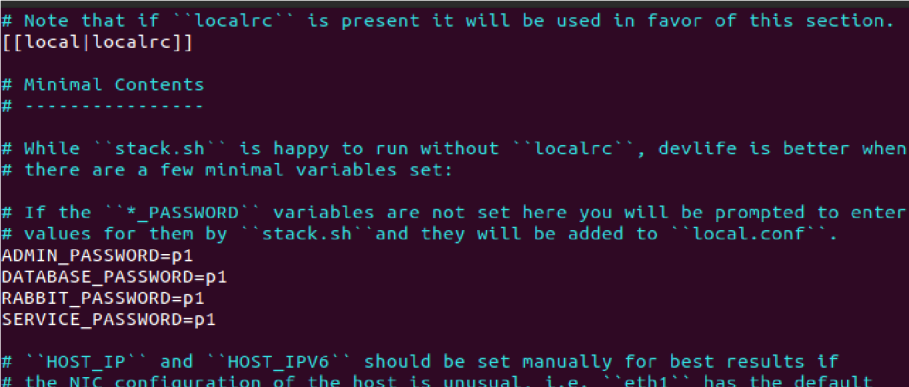 # Note that if ``localrc`` is present it will be used in favor of this section.
[[local|localrc]]
# Minimal Contents
# ----------------
# While ``stack.sh`` is happy to run without ``localrc``, devlife is better when
# there are a few minimal variables set:
# If the ``*_PASSWORD`` variables are not set here you will be prompted to enter
# values for them by ``stack.sh``and they will be added to ``local.conf``.
ADMIN_PASSWORD=p1
DATABASE_PASSWORD=p1
RABBIT_PASSWORD=p1
SERVICE_PASSWORD=p1
# ``HOST_IP`` and ``HOST_IPV6`` should be set manually for best results if
# the NIC configuration of the host is unusual, i.e. ``eth1`` has the default